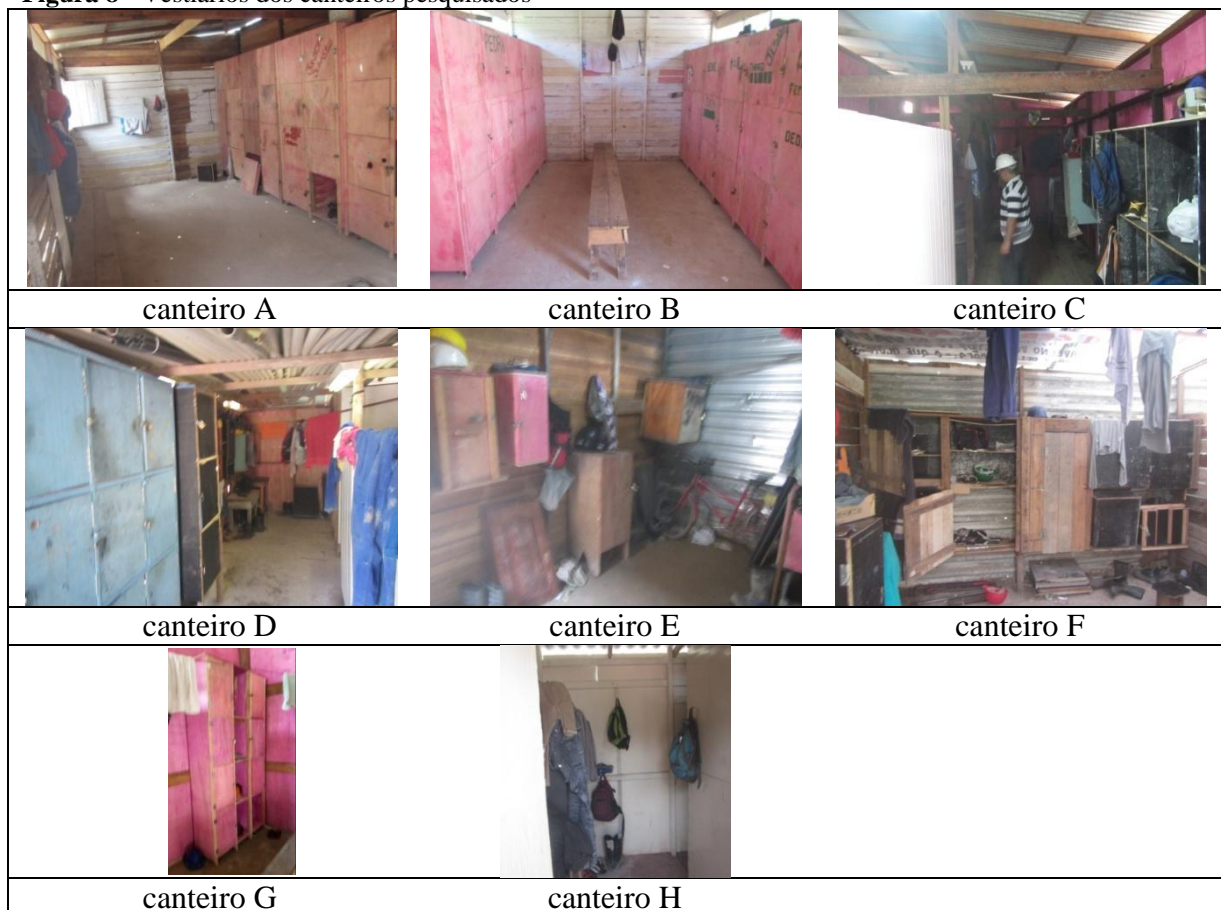 Vestiários dos canteiros pesquisados
canteiro A
canteiro B
canteiro C
canteiro D
canteiro E
canteiro F
canteiro G
canteiro H